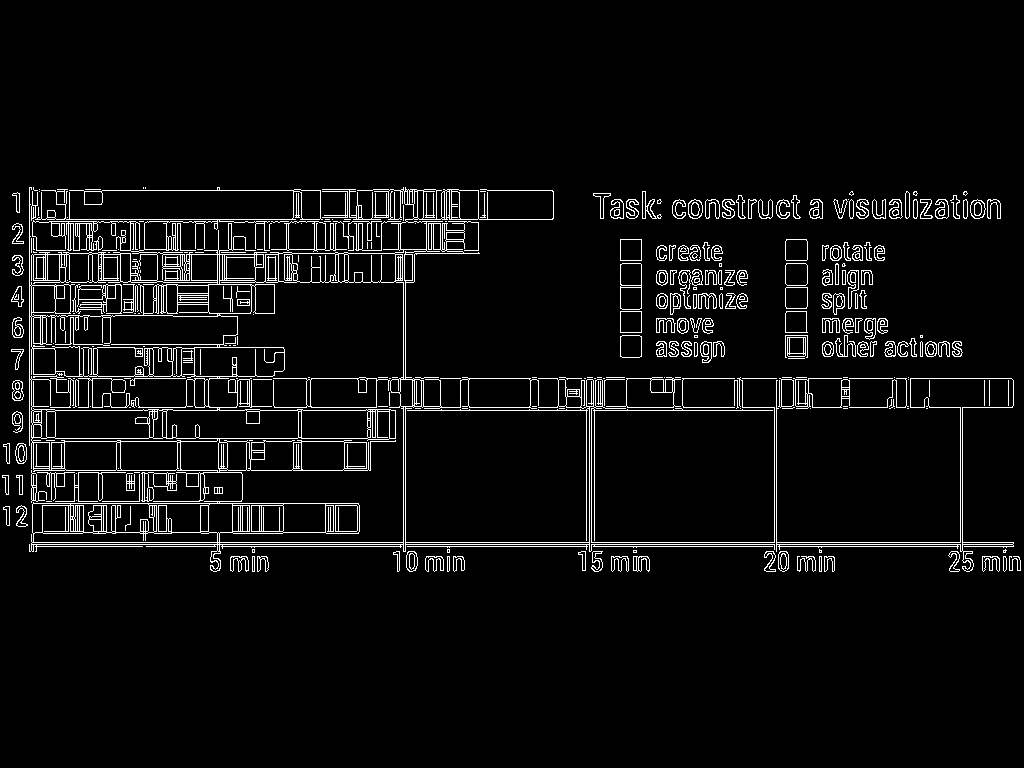 Task: construct a visualization
create rotate
organize align
optimize split
move merge
assign other actions
1
2
3
4
6
7
8
9
10
11
12
5 min 10 min 15 min 20 min 25 min